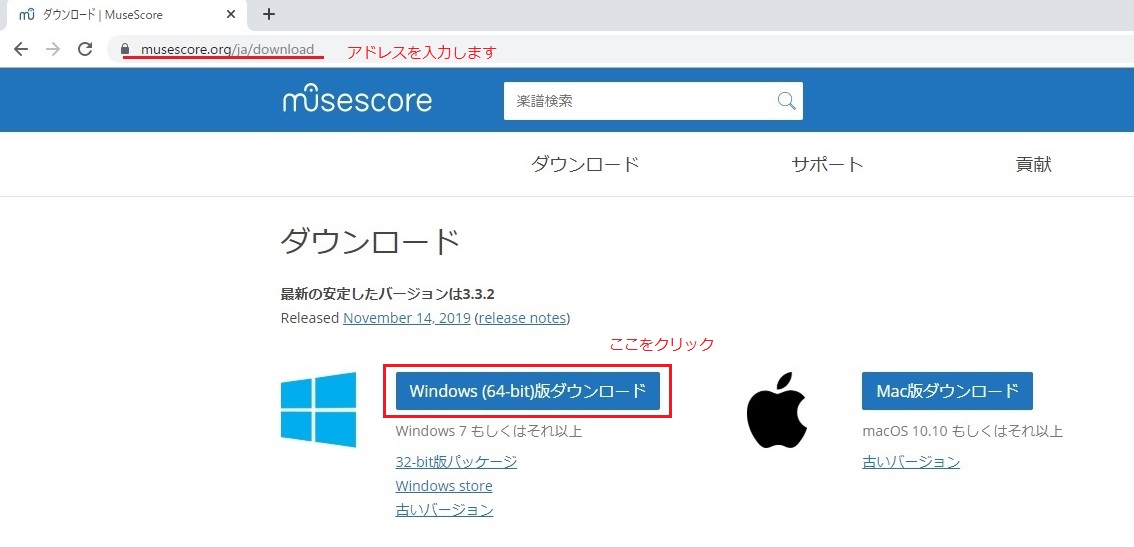 ダウンロード | MuseScore
musescore.org/ja/download アドレスを入力します
musescore 楽譜検索
ダウンロード サポート 貢献
ダウンロード
最新の安定したバージョンは3.3.2
Released November 14, 2019 (release notes)
ここをクリック
Windows (64-bit)版ダウンロード Mac版ダウンロード
Windows 7 もしくはそれ以上 macOS 10.10 もしくはそれ以上
32-bit版パッケージ 古いバージョン
Windows store
古いバージョン